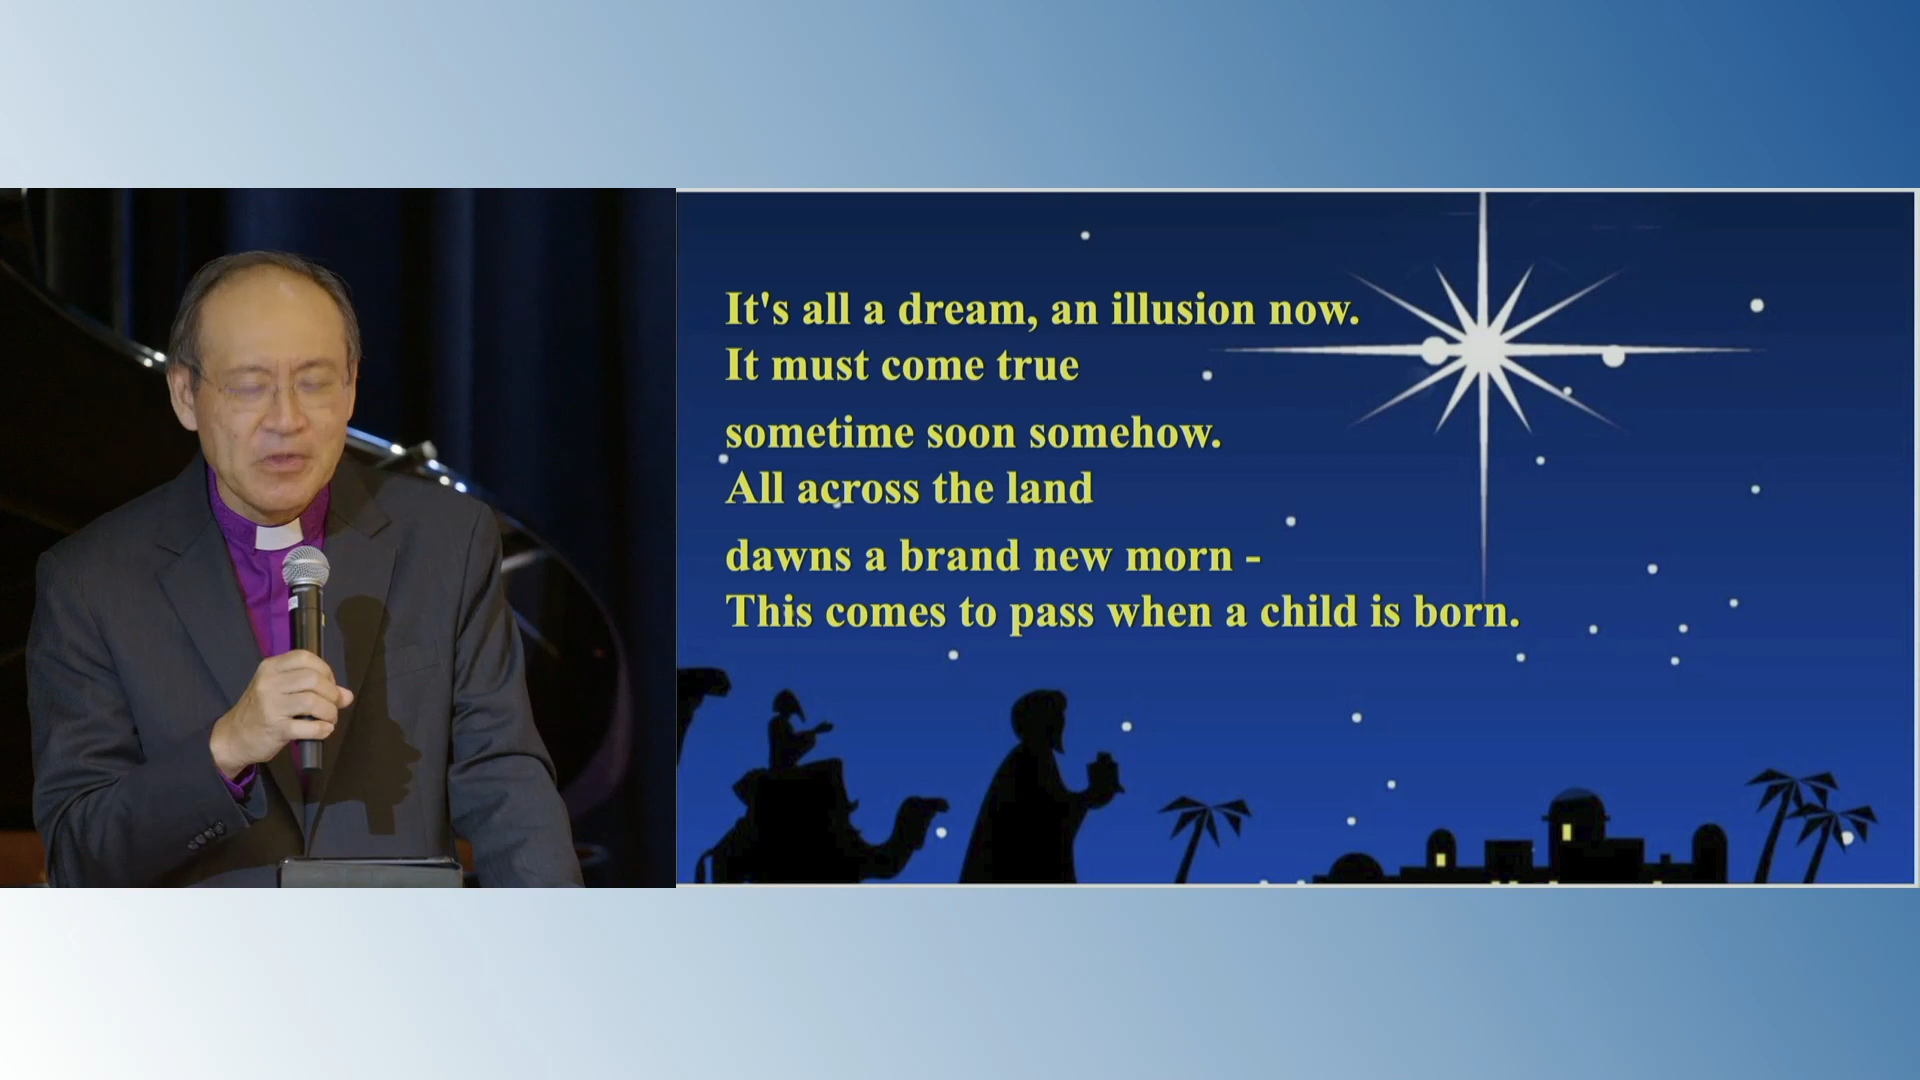 It's all a dream, an illusion now.
It must come true
sometime soon somehow.
All across the land
dawns a brand new morn -
This comes to pass when a child is born.